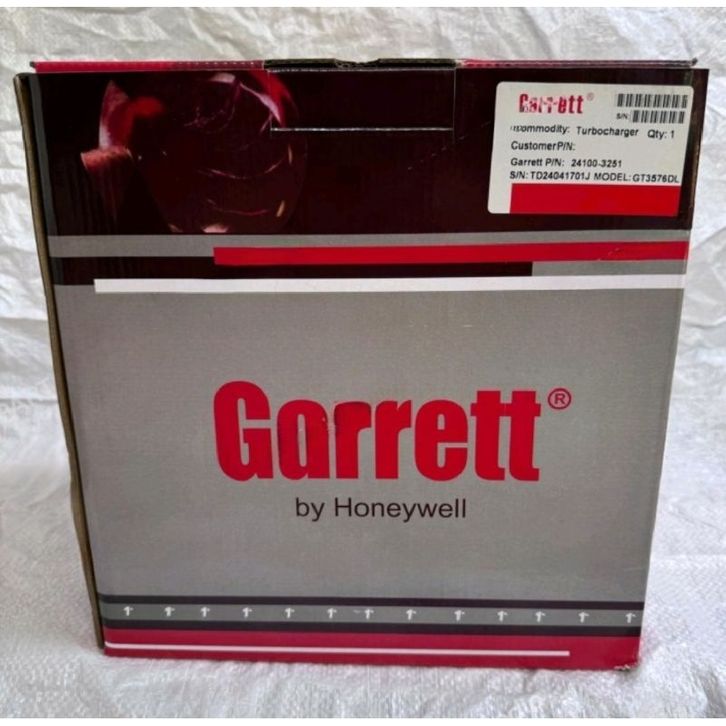 Garrett®
S/N:
Commodity: Turbocharger Qty: 1
CustomerP/N:
Garrett P/N: 24100-3251
S/N: TD24041701J MODEL: GT3576DL
Garrett®
by Honeywell